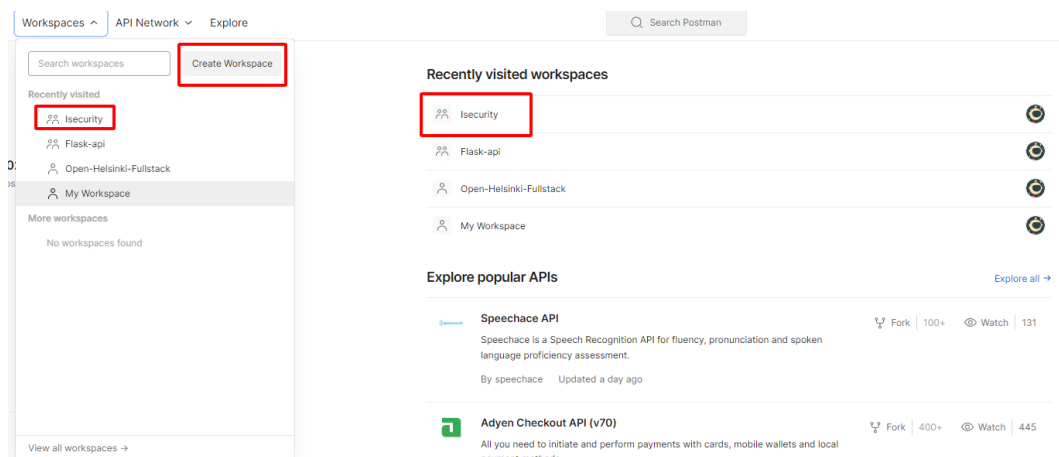 Workspaces API Network Explore
Search Postman
Search workspaces
Create Workspace
Recently visited
Isecurity
Flask-api
Open-Helsinki-Fullstack
My Workspace
More workspaces
No workspaces found
View all workspaces →
Recently visited workspaces
Isecurity
Flask-api
Open-Helsinki-Fullstack
My Workspace
Explore popular APIs
Explore all →
Speechace API
Fork 100+ Watch 131
Speechace is a Speech Recognition API for fluency, pronunciation and spoken
language proficiency assessment.
By speechace Updated a day ago
Adyen Checkout API (v70)
Fork 400+ Watch 445
All you need to initiate and perform payments with cards, mobile wallets and local